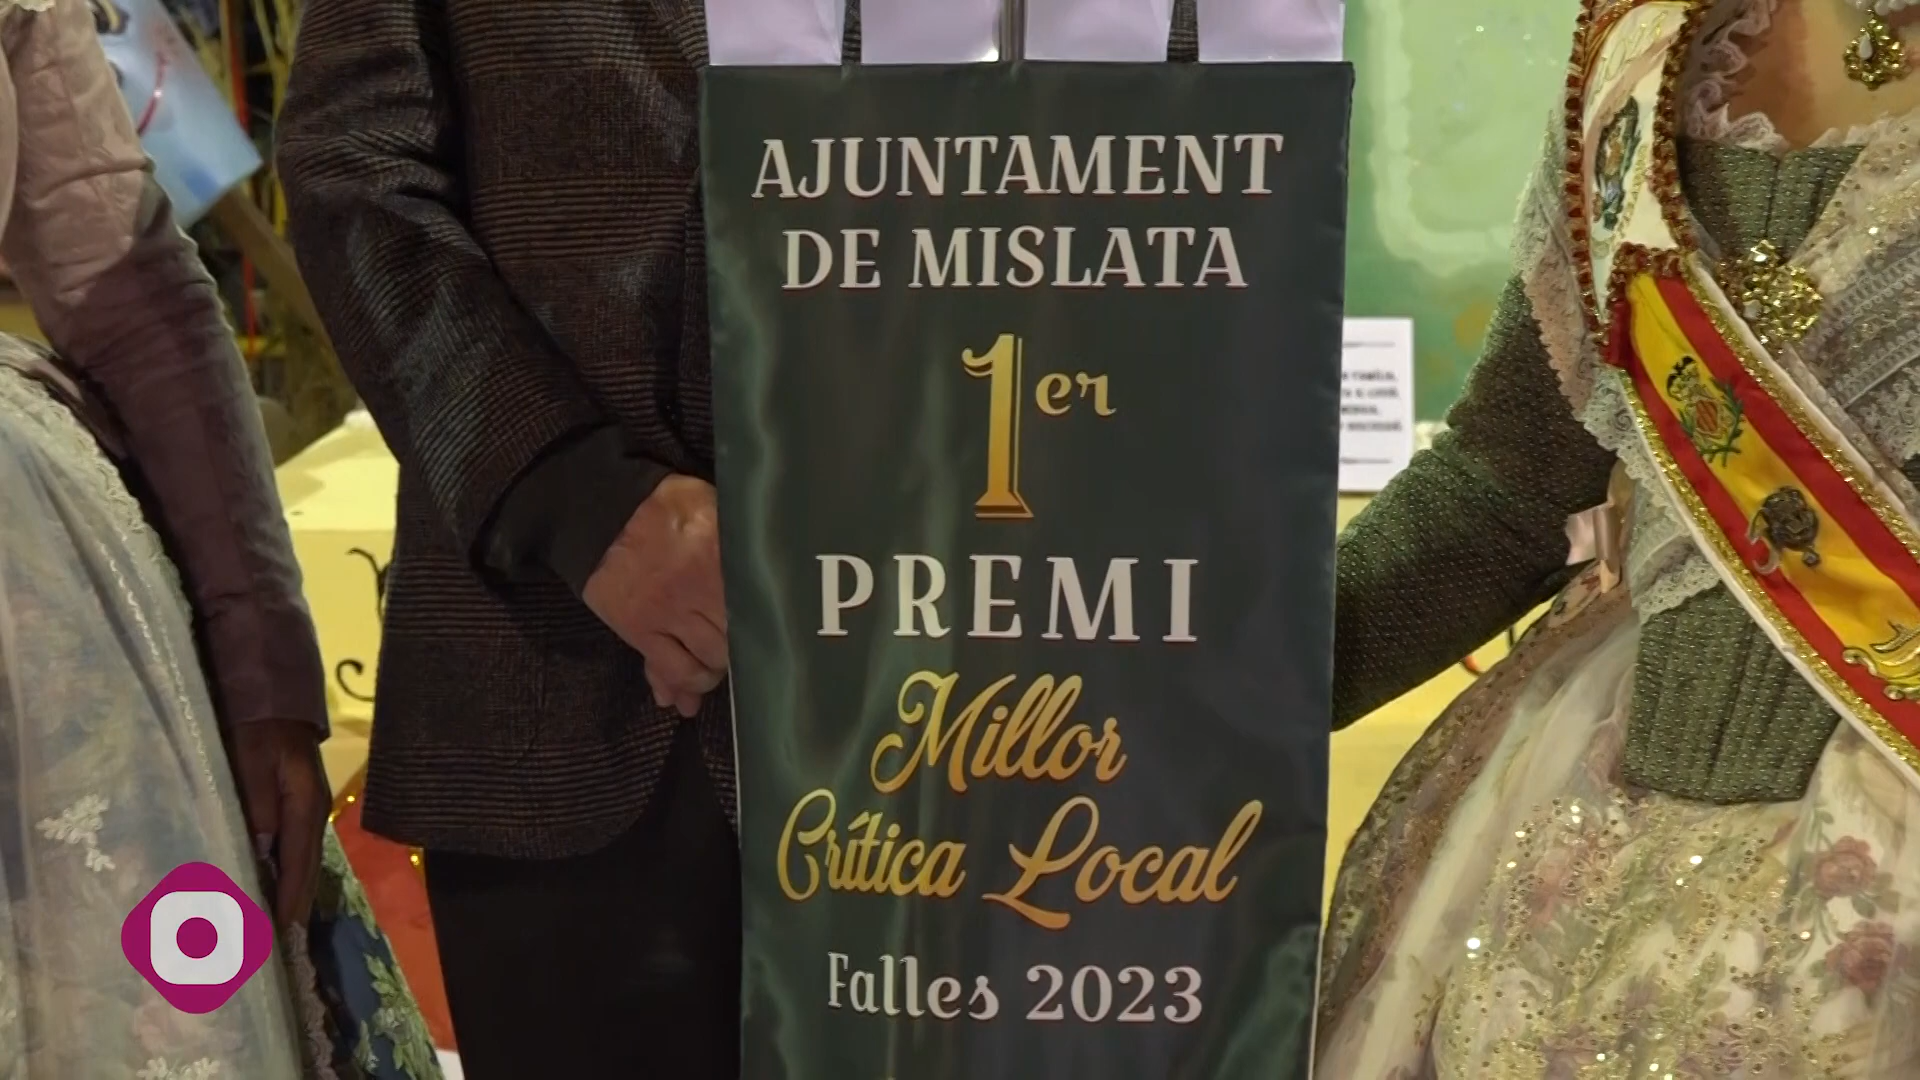 AJUNTAMENT
DE MISLATA
1er
PREMI
Millor
Crítica Local
Falles 2023